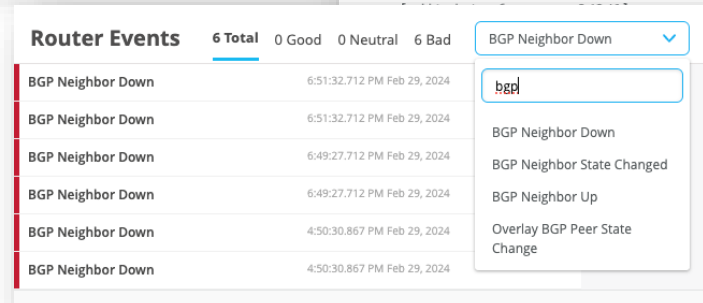 Router Events 6 Total 0 Good 0 Neutral 6 Bad BGP Neighbor Down
BGP Neighbor Down 6:51:32.712 PM Feb 29, 2024
bgp
BGP Neighbor Down 6:51:32.712 PM Feb 29, 2024
BGP Neighbor Down
BGP Neighbor Down 6:49:27.712 PM Feb 29, 2024
BGP Neighbor State Changed
BGP Neighbor Down 6:49:27.712 PM Feb 29, 2024
BGP Neighbor Up
BGP Neighbor Down 4:50:30.867 PM Feb 29, 2024
Overlay BGP Peer State
Change
BGP Neighbor Down 4:50:30.867 PM Feb 29, 2024